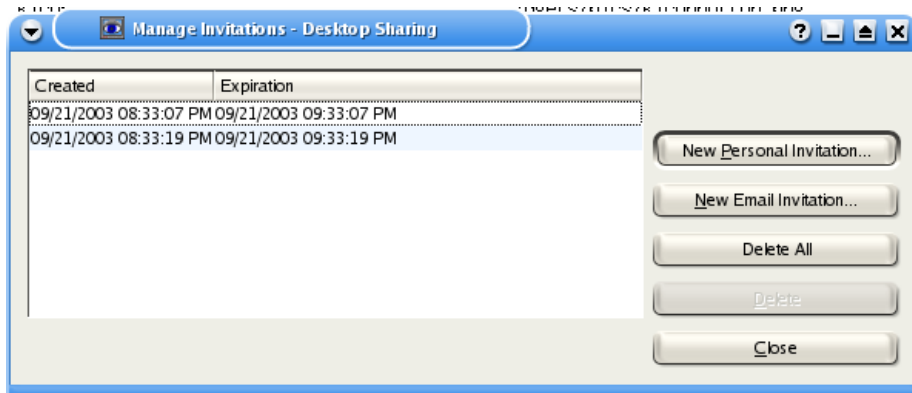 Manage Invitations - Desktop Sharing
Created Expiration
09/21/2003 08:33:07 PM 09/21/2003 09:33:07 PM
09/21/2003 08:33:19 PM 09/21/2003 09:33:19 PM
New Personal Invitation...
New Email Invitation...
Delete All
Delete
Close